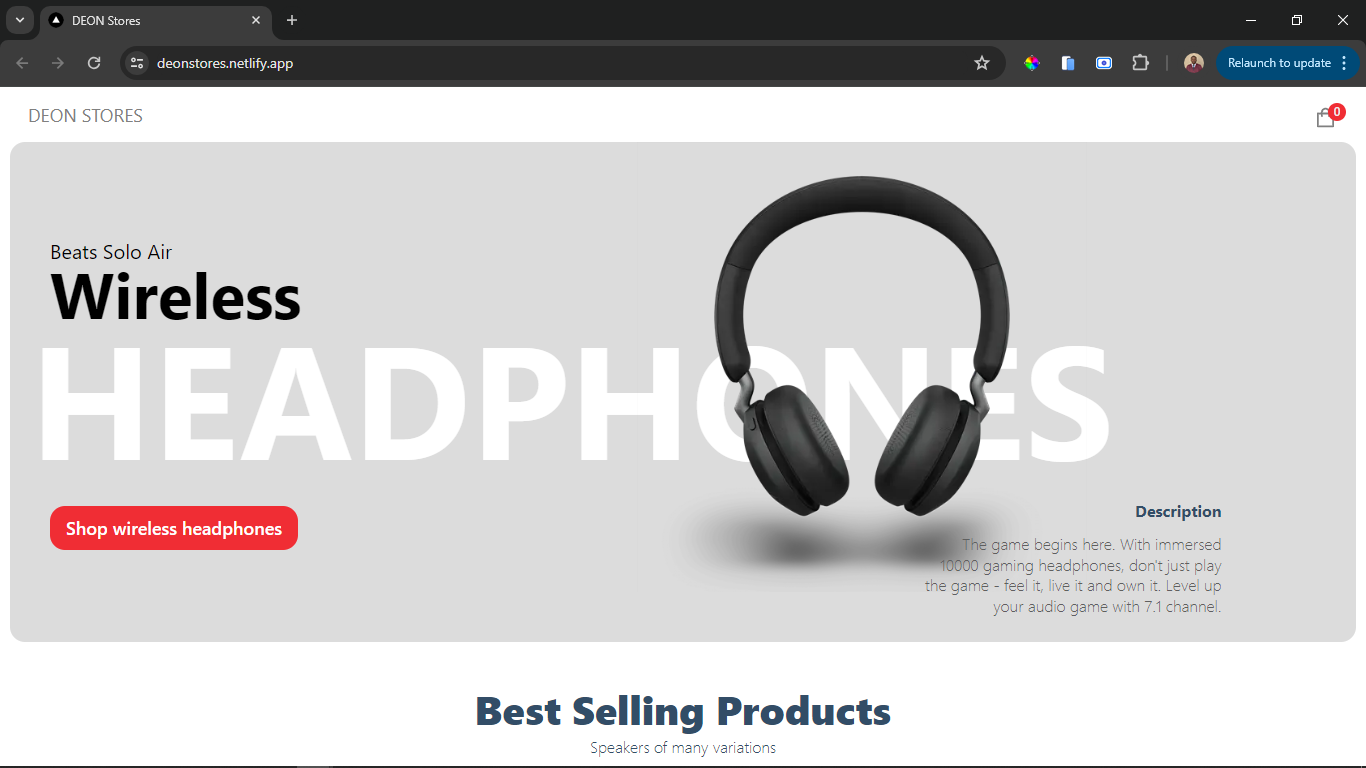 DEON Stores
deonstores.netlify.app
Relaunch to update
DEON STORES
0
Beats Solo Air
Wireless
HEADPHONES
Shop wireless headphones
Description
The game begins here. With immersed
10000 gaming headphones, don't just play
the game - feel it, live it and own it. Level up
your audio game with 7.1 channel.
Best Selling Products
Speakers of many variations